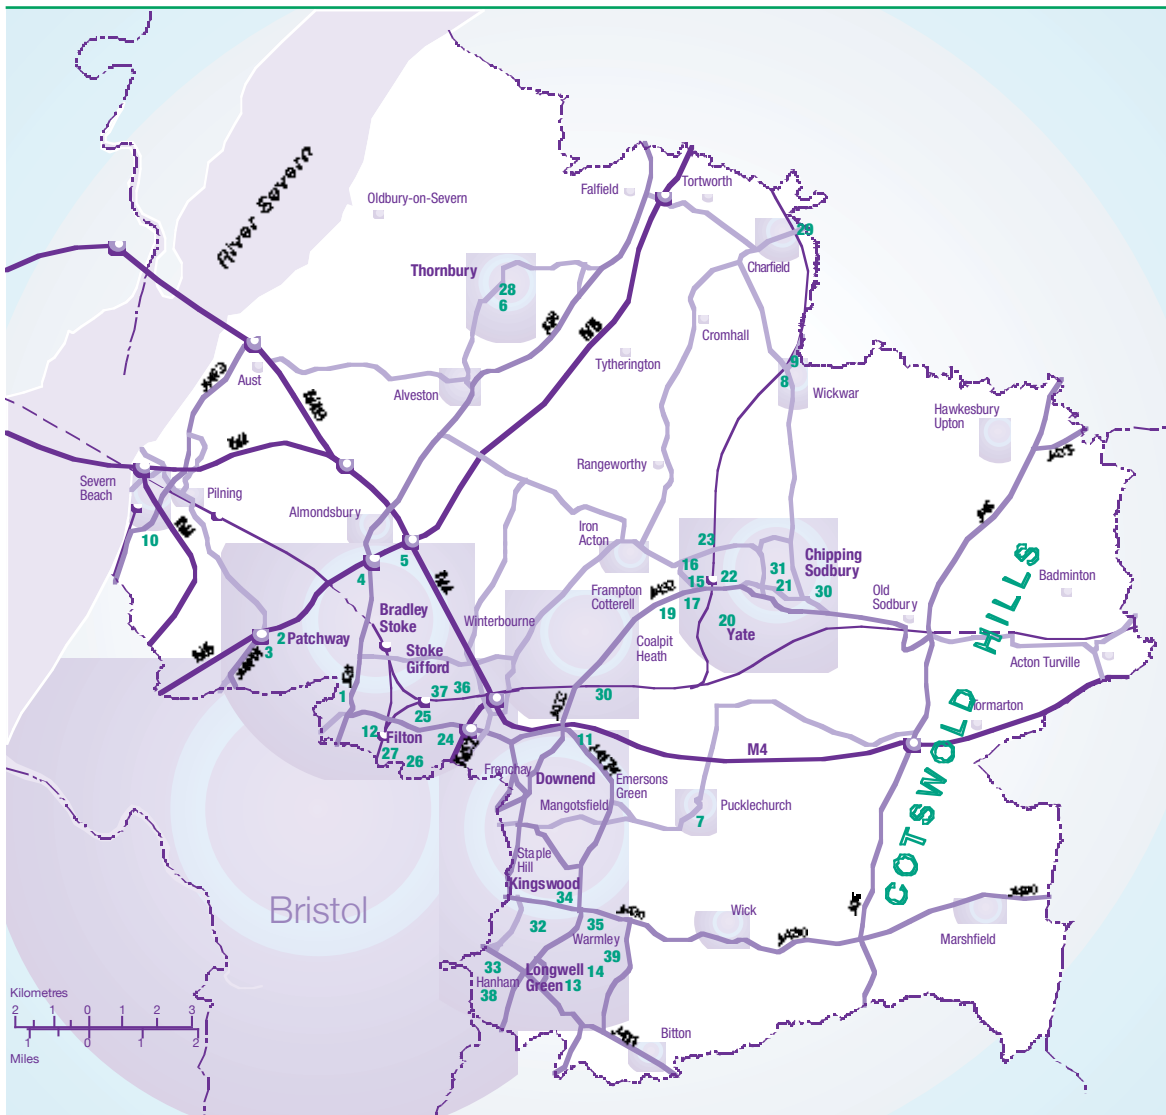 River Severn
Oldbury-on-Severn
Falfield
Tortworth
29
Charfield
Thornbury
28
6
Cromhall
Tytherington
Aust
Alveston
9
8
Wickwar
Hawkesbury
Upton
Severn
Beach
Pilning
Rangeworthy
Almondsbury
10
Iron
Acton
23
4
5
16
15
22
31
21
Chipping
Sodbury
30
Badminton
Frampton
Cotterell
19
17
20
Yate
Old
Sodbury
HILLS
Bradley
Stoke
Winterbourne
2
Patchway
3
Stoke
Gifford
Coalpit
Heath
Acton Turville
1
37
36
30
25
Tormarton
12
Filton
24
11
27
26
M4
Frenchay
Downend
Emersons
Green
Mangotsfield
Pucklechurch
7
COTSWOLD
Staple
Hill
Kingswood
34
Bristol
32
35
Warmley
Wick
Marshfield
39
33
Longwell
Green
14
13
Hanham
38
Kilometres
2 1 0 1 2 3
1 0 1 2
Miles
Bitton